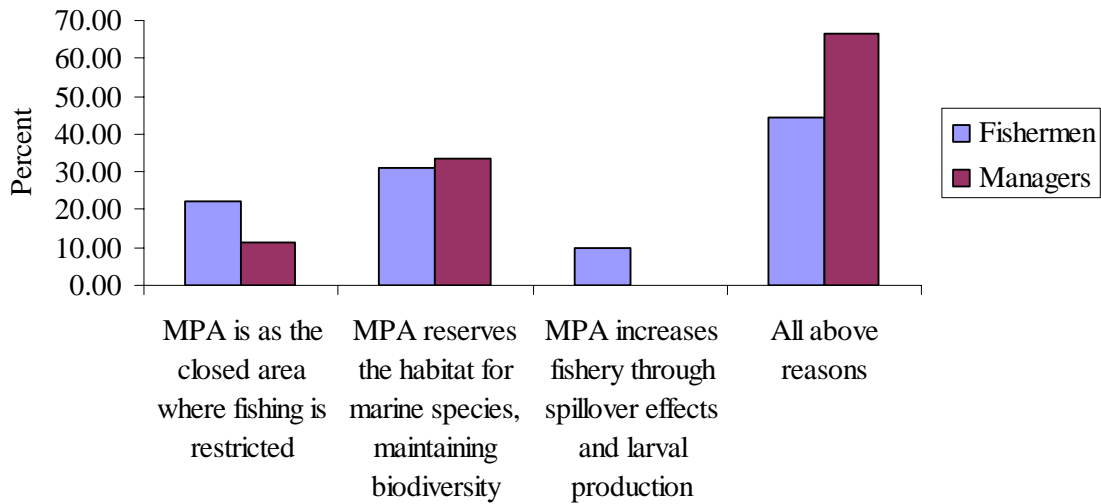 70.00
60.00
50.00
40.00
30.00
20.00
10.00
0.00
Percent
MPA is as the
closed area
where fishing is
restricted
MPA reserves
the habitat for
marine species,
maintaining
biodiversity
MPA increases
fishery through
spillover effects
and larval
production
All above
reasons
Fishermen
Managers